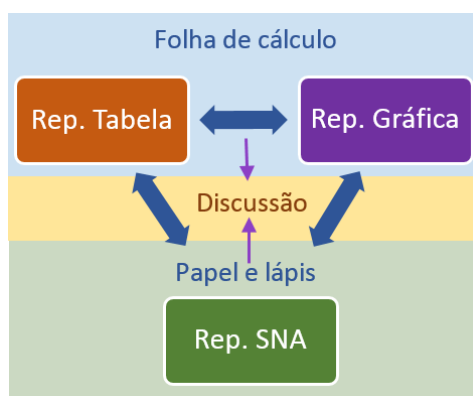 Folha de cálculo
Rep. Tabela
Rep. Gráfica
Discussão
Papel e lápis
Rep. SNA